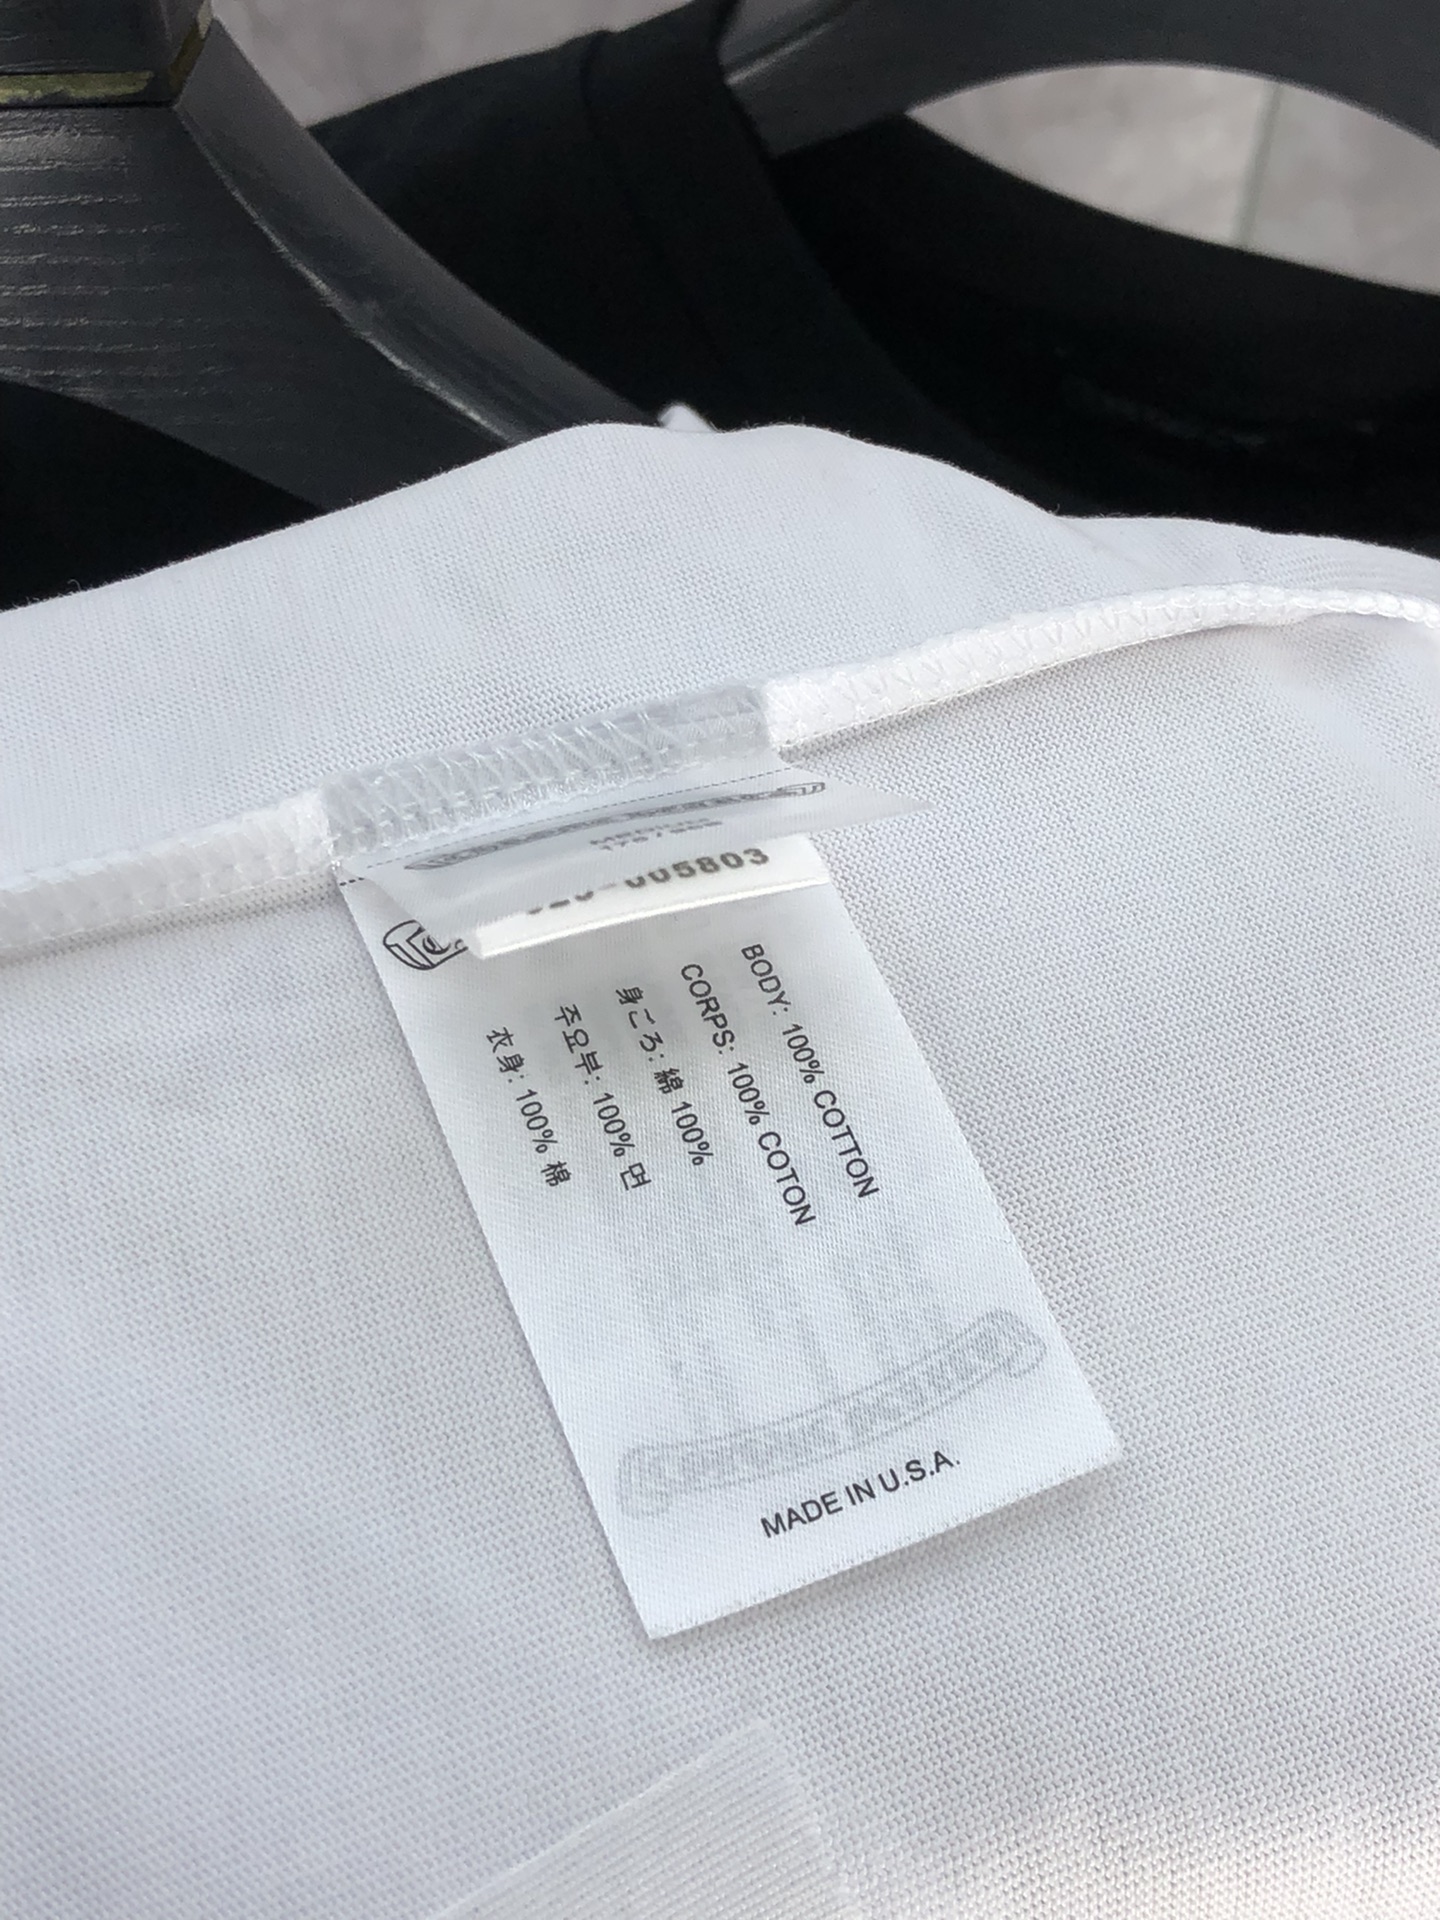 MEDIUM
005803
BODY: 100% COTTON
CORPS: 100% COTON
身ごろ: 綿 100%
주요부: 100% 면
衣身: 100% 棉
MADE IN U.S.A.